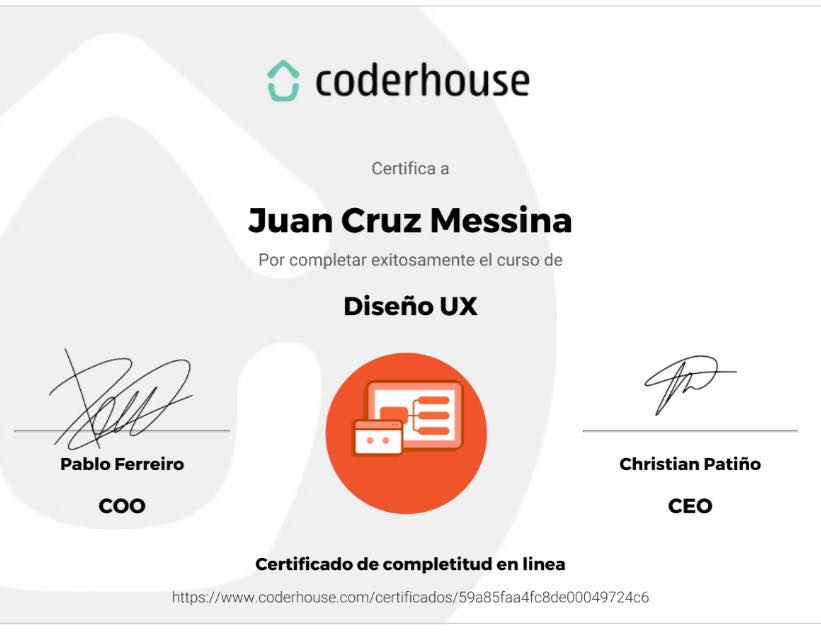 coderhouse
Certifica a
Juan Cruz Messina
Por completar exitosamente el curso de
Diseño UX
Pablo Ferreiro
COO
Christian Patiño
CEO
Certificado de completitud en linea
https://www.coderhouse.com/certificados/59a85faa4fc8de00049724c6